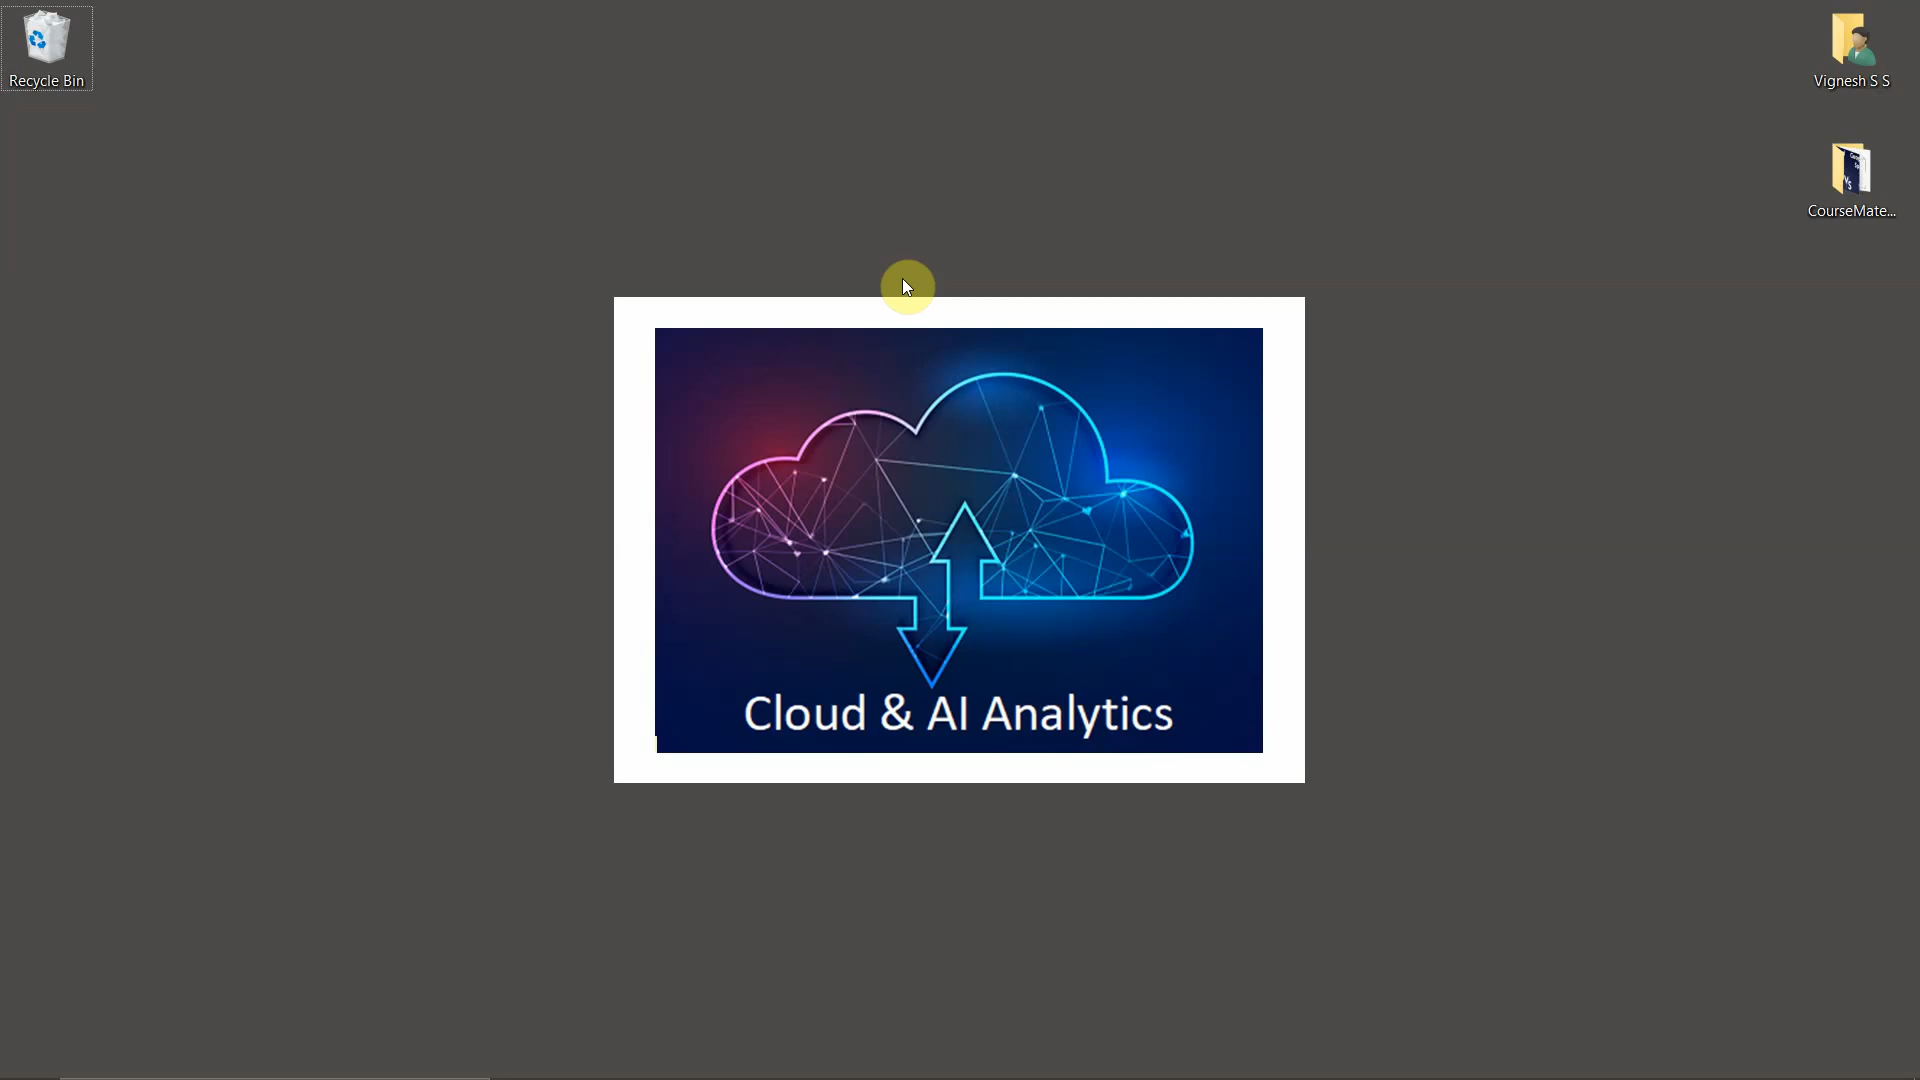 Recycle Bin
Vignesh S S
CourseMate...
Cloud & AI Analytics